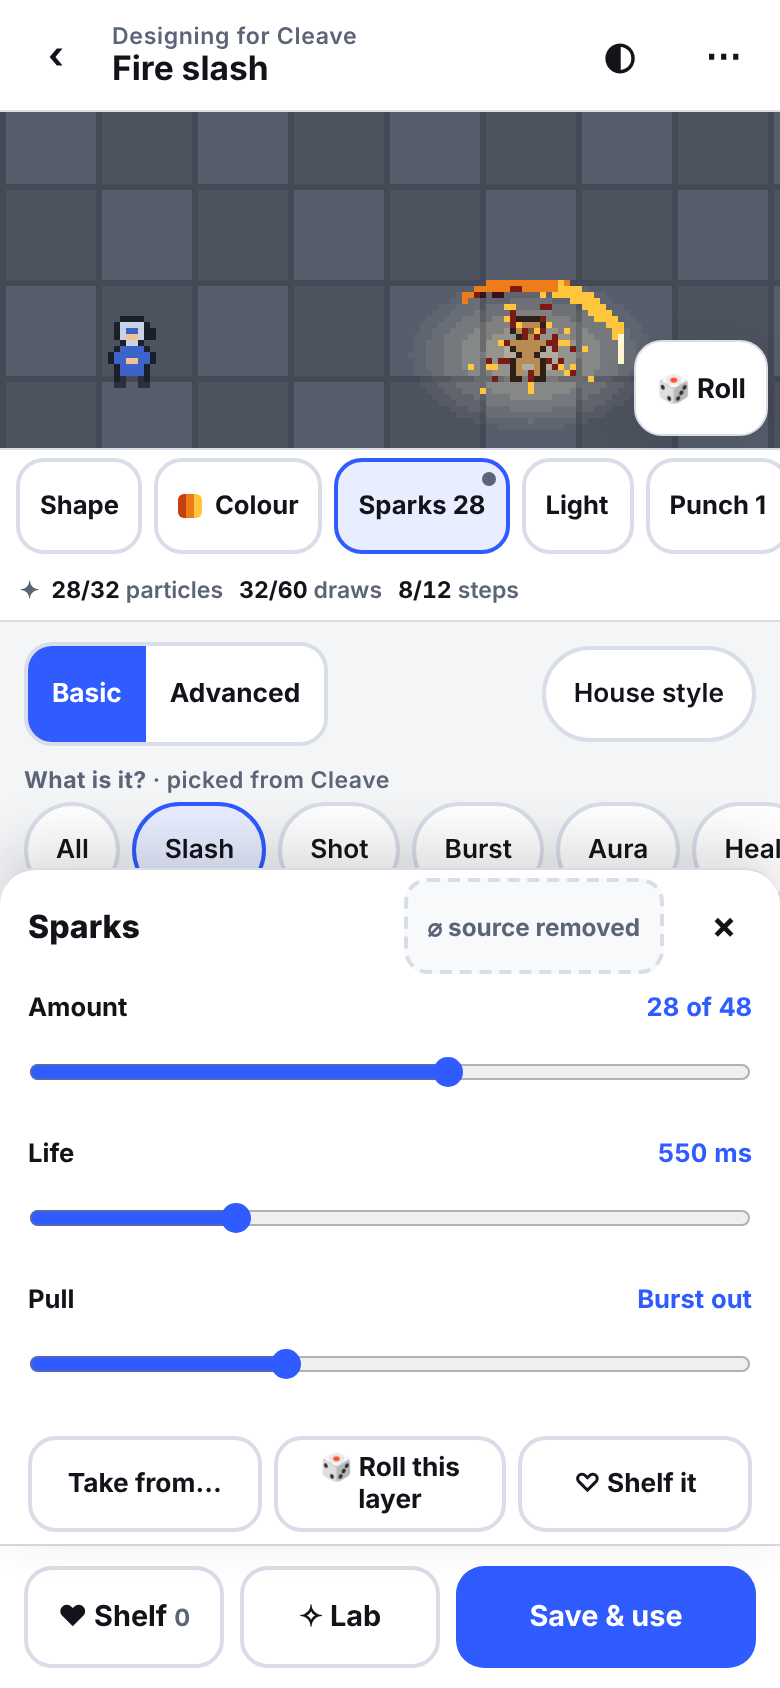 Designing for Cleave
Fire slash
🎲 Roll
Shape
Colour
Sparks 28
Light
Punch 1
28/32 particles 32/60 draws 8/12 steps
Basic
Advanced
House style
What is it? · picked from Cleave
All
Slash
Shot
Burst
Aura
Heal
Sparks
⌀ source removed
Amount
28 of 48
Life
550 ms
Pull
Burst out
Take from...
🎲 Roll this
layer
♡ Shelf it
♥ Shelf 0
✧ Lab
Save & use